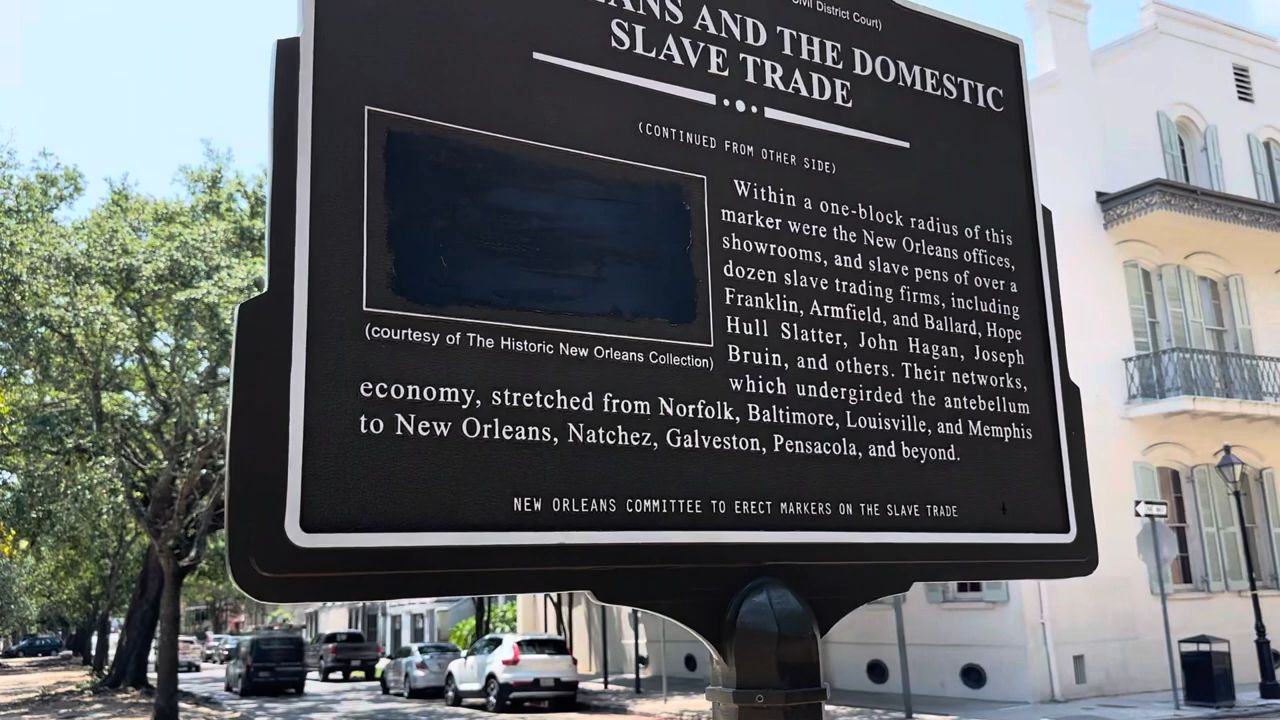 Civil District Court)
ANS AND THE DOMESTIC
SLAVE TRADE
(CONTINUED FROM OTHER SIDE)
Within a one-block radius of this
marker were the New Orleans offices,
showrooms, and slave pens of over a
dozen slave trading firms, including
Franklin, Armfield, and Ballard, Hope
Hull Slatter, John Hagan, Joseph
Bruin, and others. Their networks,
which undergirded the antebellum
(courtesy of The Historic New Orleans Collection)
economy, stretched from Norfolk, Baltimore, Louisville, and Memphis
to New Orleans, Natchez, Galveston, Pensacola, and beyond.
NEW ORLEANS COMMITTEE TO ERECT MARKERS ON THE SLAVE TRADE